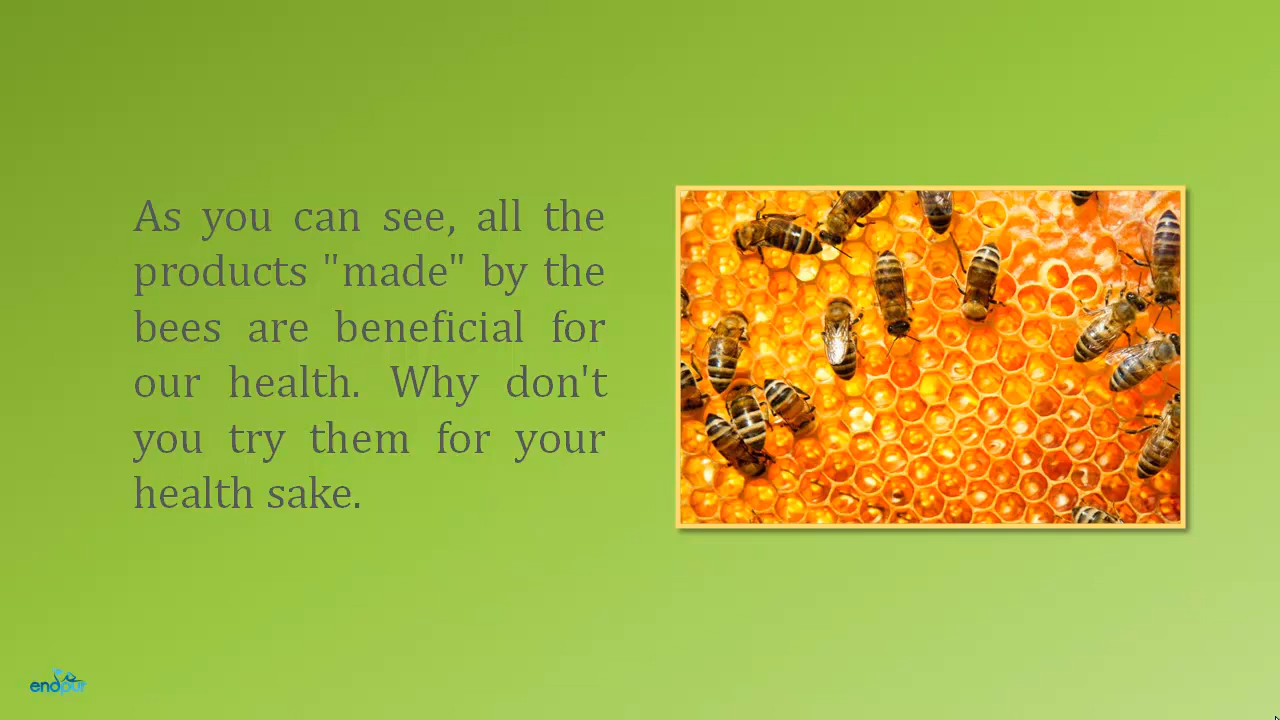 As you can see, all the
products "made" by the
bees are beneficial for
our health. Why don't
you try them for your
health sake.
endpur